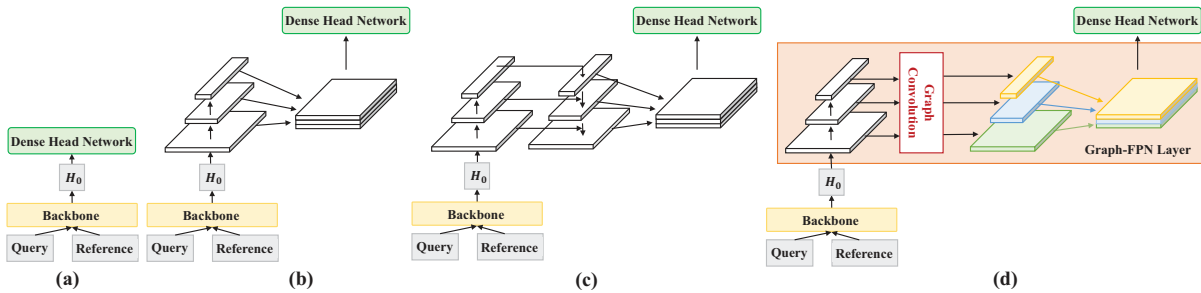 Dense Head Network
H0
Backbone
Query Reference
(a)
Dense Head Network
H0
Backbone
Query Reference
(b)
Dense Head Network
H0
Backbone
Query Reference
(c)
Dense Head Network
Graph
Convolution
Graph-FPN Layer
H0
Backbone
Query Reference
(d)